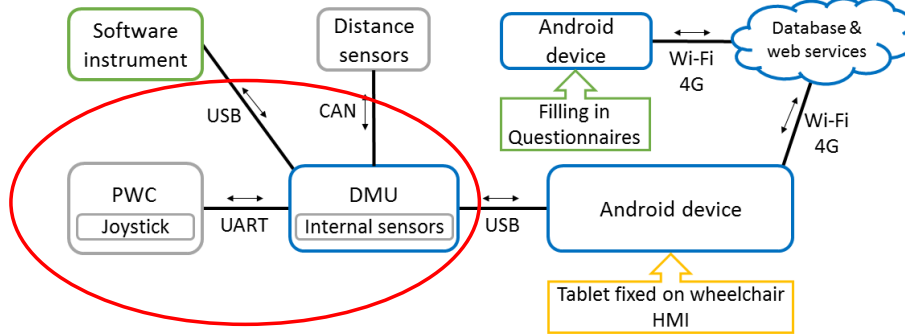 Software
instrument
Distance
sensors
Android
device
Database &
web services
Wi-Fi
4G
USB
CAN
Filling in
Questionnaires
Wi-Fi
4G
PWC
Joystick
UART
DMU
Internal sensors
USB
Android device
Tablet fixed on wheelchair
HMI